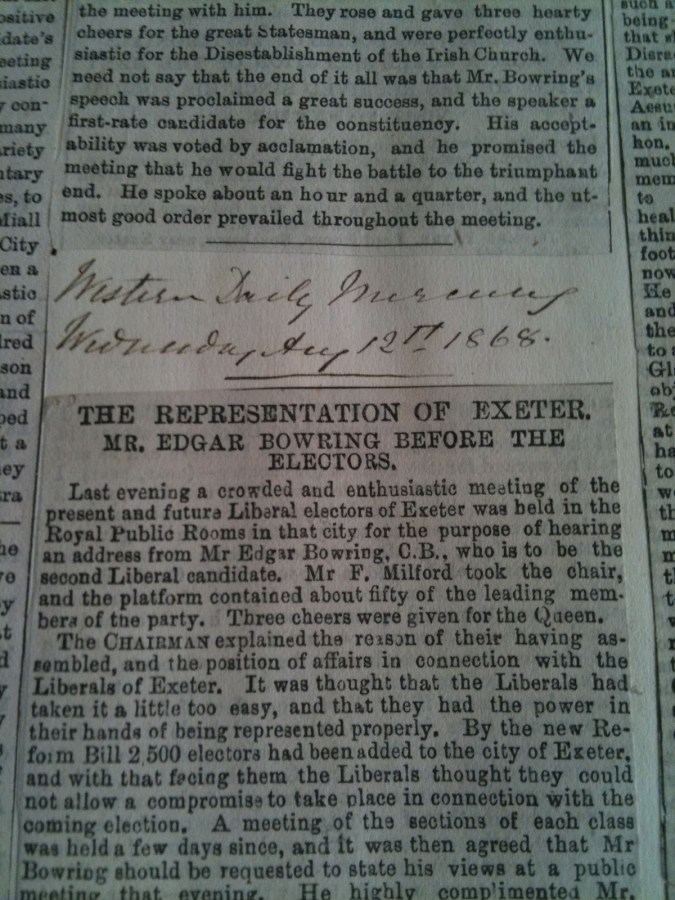 the meeting with him. They rose and gave three hearty
cheers for the great Statesman, and were perfectly enthu-
siastic for the Disestablishment of the Irish Church. We
need not say that the end of it all was that Mr. Bowring's
speech was proclaimed a great success, and the speaker a
first-rate candidate for the constituency. His accept-
ability was voted by acclamation, and he promised the
meeting that he would fight the battle to the triumphant
end. He spoke about an hour and a quarter, and the ut-
most good order prevailed throughout the meeting.
Western Daily Mercury
Wednesday Aug 12th 1868.
THE REPRESENTATION OF EXETER.
MR. EDGAR BOWRING BEFORE THE
ELECTORS.
Last evening a crowded and enthusiastic meeting of the
present and future Liberal electors of Exeter was held in the
Royal Public Rooms in that city for the purpose of hearing
an address from Mr Edgar Bowring, C.B., who is to be the
second Liberal candidate. Mr F. Milford took the chair,
and the platform contained about fifty of the leading mem-
bers of the party. Three cheers were given for the Queen.
The CHAIRMAN explained the reason of their having as-
sembled, and the position of affairs in connection with the
Liberals of Exeter. It was thought that the Liberals had
taken it a little too easy, and that they had the power in
their hands of being represented properly. By the new Re-
form Bill 2,500 electors had been added to the city of Exeter,
and with that facing them the Liberals thought they could
not allow a compromise to take place in connection with the
coming election. A meeting of the sections of each class
was held a few days since, and it was then agreed that Mr
Bowring should be requested to state his views at a public
meeting that evening. He highly complimented Mr.